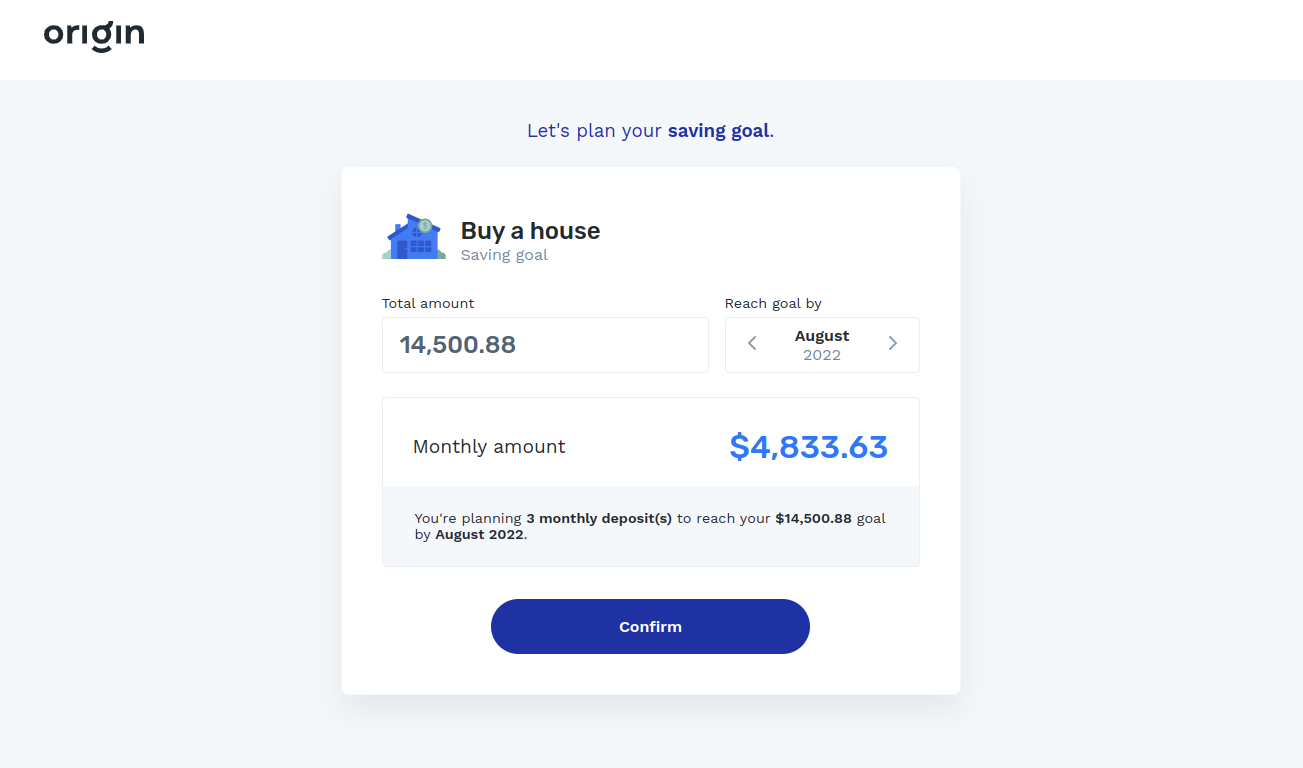 origin
Let's plan your saving goal.
Buy a house
Saving goal
Total amount
Reach goal by
14,500.88
August
2022
Monthly amount
$4,833.63
You're planning 3 monthly deposit(s) to reach your $14,500.88 goal
by August 2022.
Confirm